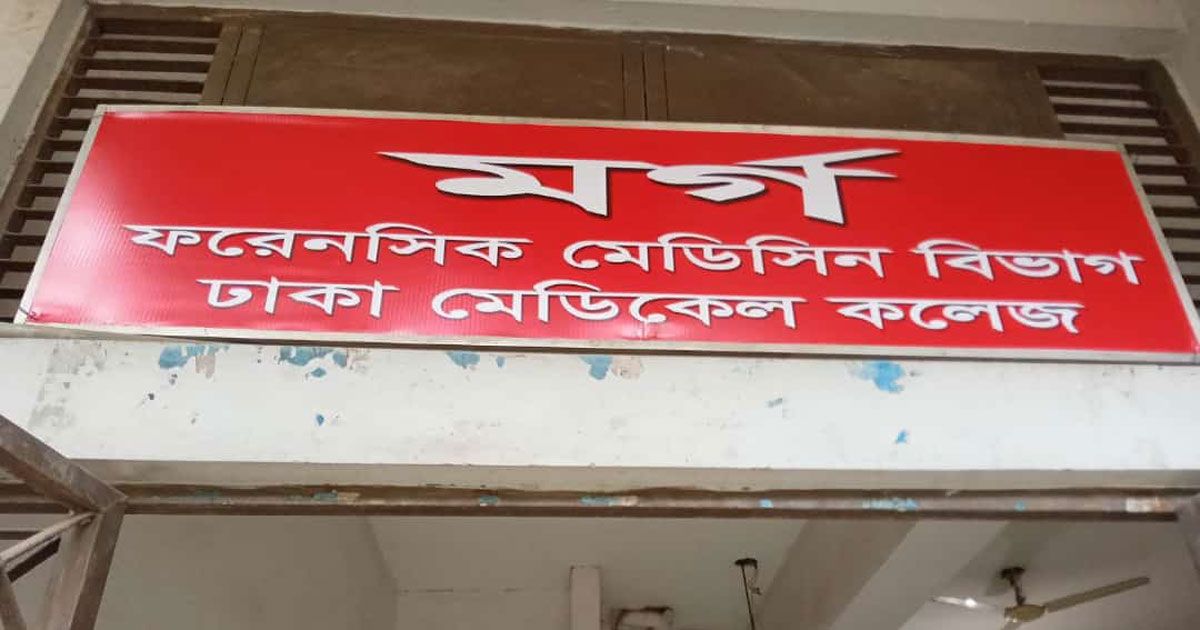 মর্গ
ফরেনসিক মেডিসিন বিভাগ
ঢাকা মেডিকেল কলেজ